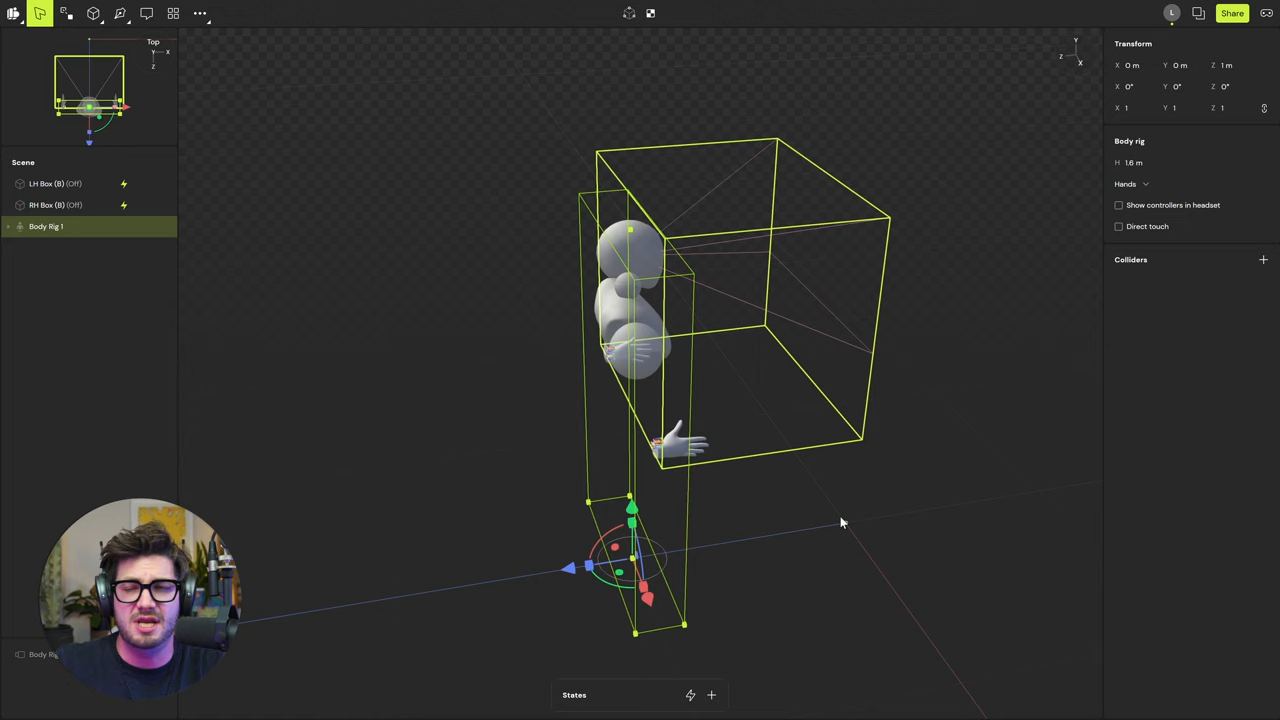 L
Share
Top
Y
X
Z
Scene
LH Box (B) (Off)
RH Box (B) (Off)
Body Rig 1
Y
Z
X
Transform
X 0 m Y 0 m Z 1 m
X 0° Y 0° Z 0°
X 1 Y 1 Z 1
Body rig
H 1.6 m
Hands
Show controllers in headset
Direct touch
Colliders
Body
States